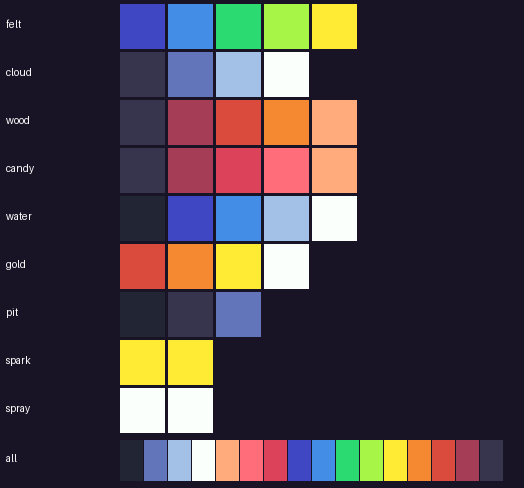 felt
cloud
wood
candy
water
gold
pit
spark
spray
all